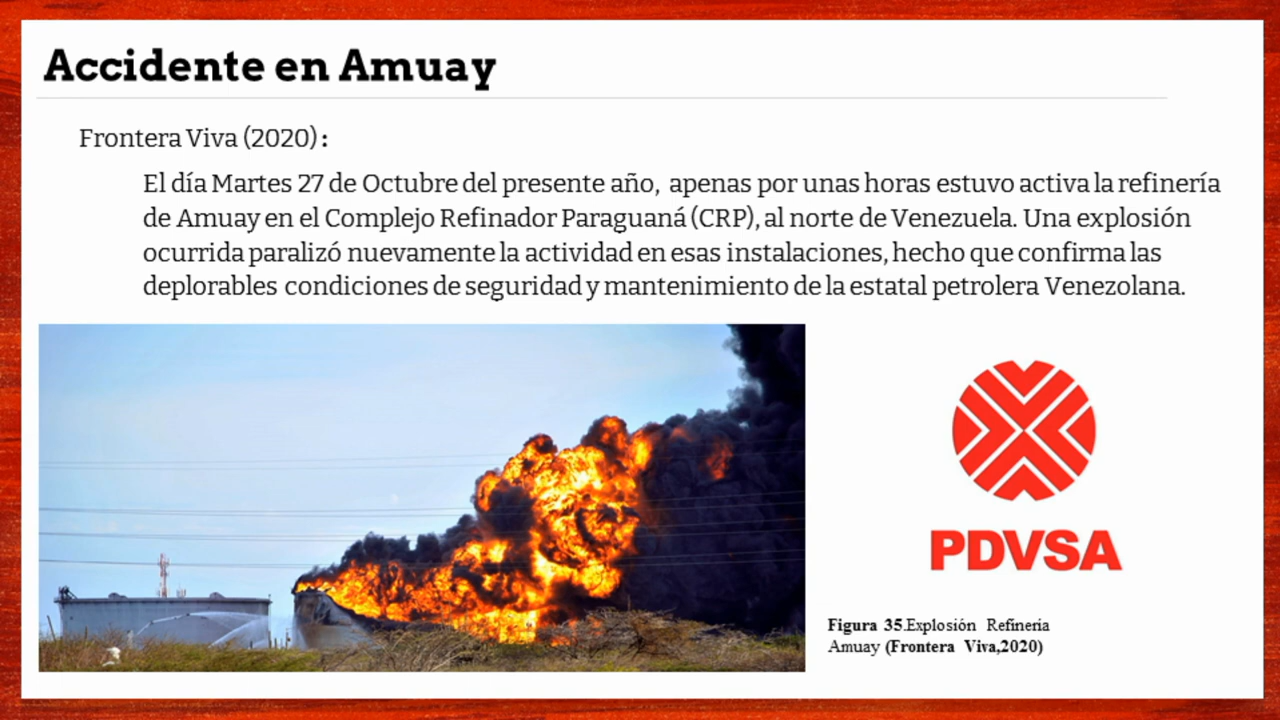 Accidente en Amuay
Frontera Viva (2020):
El día Martes 27 de Octubre del presente año, apenas por unas horas estuvo activa la refinería
de Amuay en el Complejo Refinador Paraguaná (CRP), al norte de Venezuela. Una explosión
ocurrida paralizó nuevamente la actividad en esas instalaciones, hecho que confirma las
deplorables condiciones de seguridad y mantenimiento de la estatal petrolera Venezolana.
PDVSA
Figura 35.Explosión Refinería
Amuay (Frontera Viva,2020)